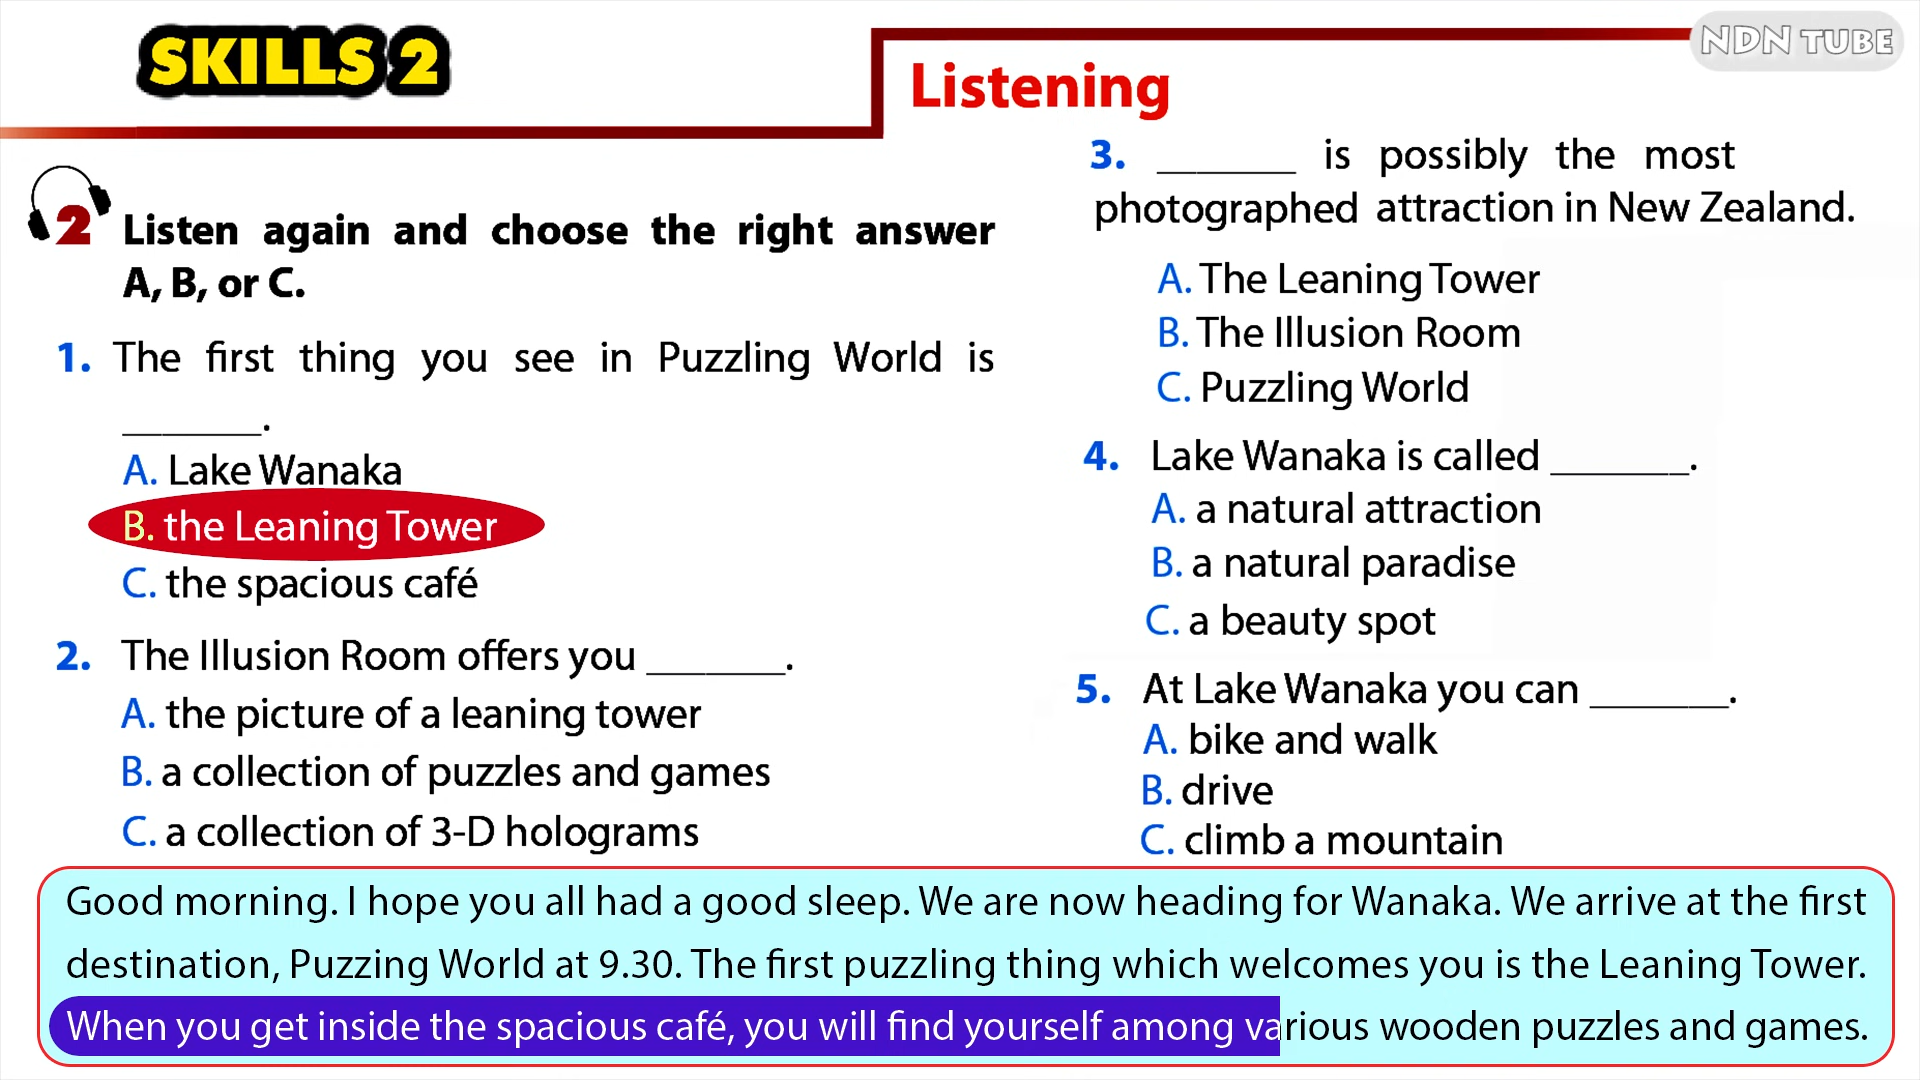 SKILLS 2
NDN TUBE
Listening
2 Listen again and choose the right answer
A, B, or C.
1. The first thing you see in Puzzling World is
_______.
A. Lake Wanaka
B. the Leaning Tower
C. the spacious café
2. The Illusion Room offers you _______.
A. the picture of a leaning tower
B. a collection of puzzles and games
C. a collection of 3-D holograms
3. _______ is possibly the most
photographed attraction in New Zealand.
A. The Leaning Tower
B. The Illusion Room
C. Puzzling World
4. Lake Wanaka is called _______.
A. a natural attraction
B. a natural paradise
C. a beauty spot
5. At Lake Wanaka you can _______.
A. bike and walk
B. drive
C. climb a mountain
Good morning. I hope you all had a good sleep. We are now heading for Wanaka. We arrive at the first
destination, Puzzing World at 9.30. The first puzzling thing which welcomes you is the Leaning Tower.
When you get inside the spacious café, you will find yourself among various wooden puzzles and games.